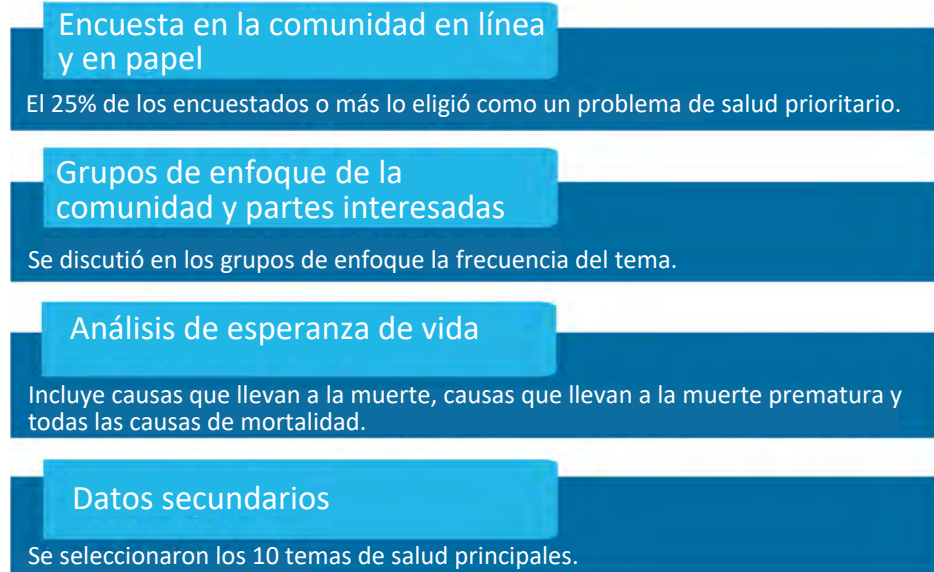 Encuesta en la comunidad en línea
y en papel
El 25% de los encuestados o más lo eligió como un problema de salud prioritario.
Grupos de enfoque de la
comunidad y partes interesadas
Se discutió en los grupos de enfoque la frecuencia del tema.
Análisis de esperanza de vida
Incluye causas que llevan a la muerte, causas que llevan a la muerte prematura y
todas las causas de mortalidad.
Datos secundarios
Se seleccionaron los 10 temas de salud principales.